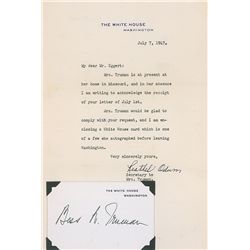 THE WHITE HOUSE
WASHINGTON
July 7, 1947.
My dear Mr. Eggert:
Mrs. Truman is at present at
her home in Missouri, and in her absence
I am writing to acknowledge the receipt
of your letter of July 1st.
Mrs. Truman would be glad to
comply with your request, and I am en-
closing a White House card which is one of
a few she autographed before leaving
Washington.
Very sincerely yours,
Reathel Odum
Secretary to
Mrs. Truman.
THE WHITE HOUSE
WASHINGTON
Bess W. Truman